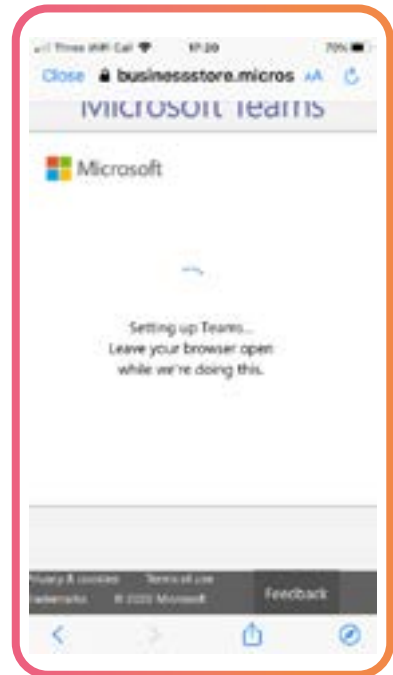 Three WiFi Call 17:20 70%
Close businessstore.micros AA
Microsoft Teams
Microsoft
Setting up Teams...
Leave your browser open
while we're doing this.
Privacy & cookies Terms of use
Trademarks © 2020 Microsoft Feedback